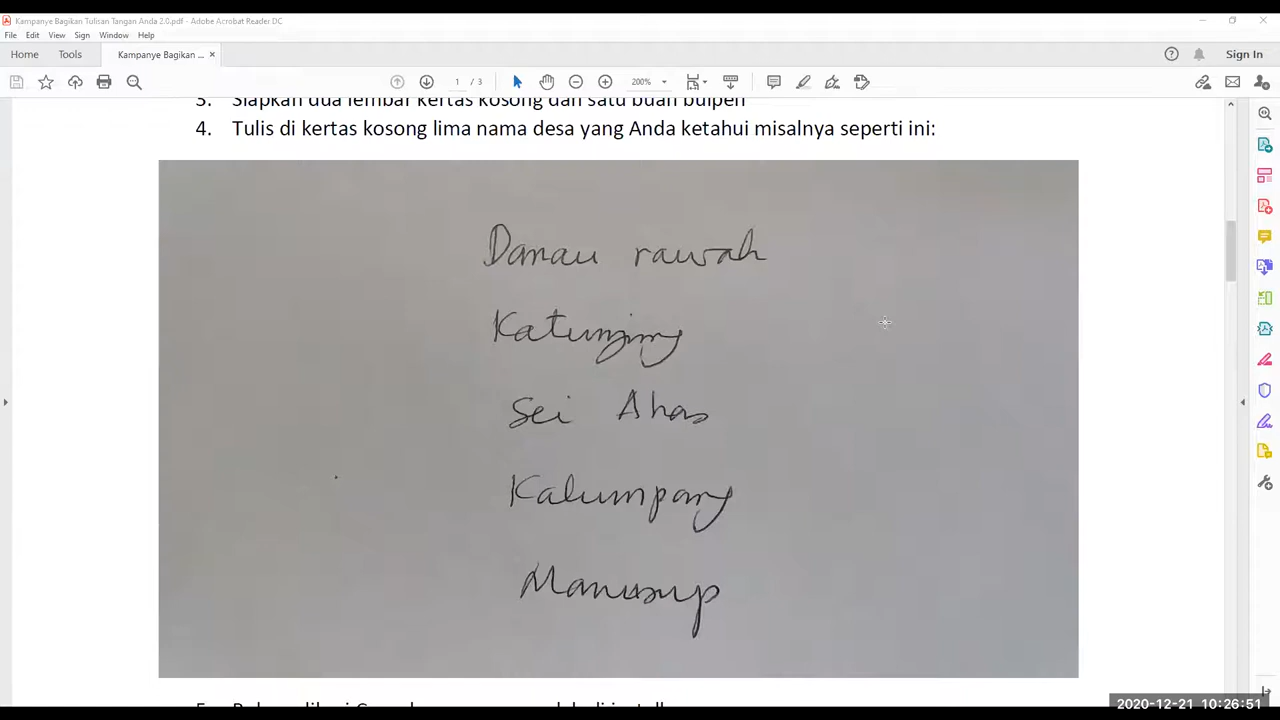 Kampanye Bagikan Tulisan Tangan Anda 2.0.pdf - Adobe Acrobat Reader DC
File Edit View Sign Window Help
Home Tools Kampanye Bagikan ... × Sign In
1 / 3 200%
3. Siapkan dua lembar kertas kosong dan satu buah bulpen
4. Tulis di kertas kosong lima nama desa yang Anda ketahui misalnya seperti ini:
Danau rawah
Katunjung
Sei Ahas
Kalumpang
Manusup
2020-12-21 10:26:51